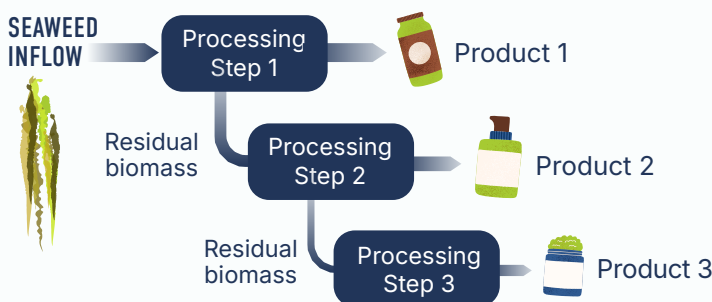 SEAWEED
INFLOW
Processing
Step 1
Product 1
Residual
biomass
Processing
Step 2
Product 2
Residual
biomass
Processing
Step 3
Product 3